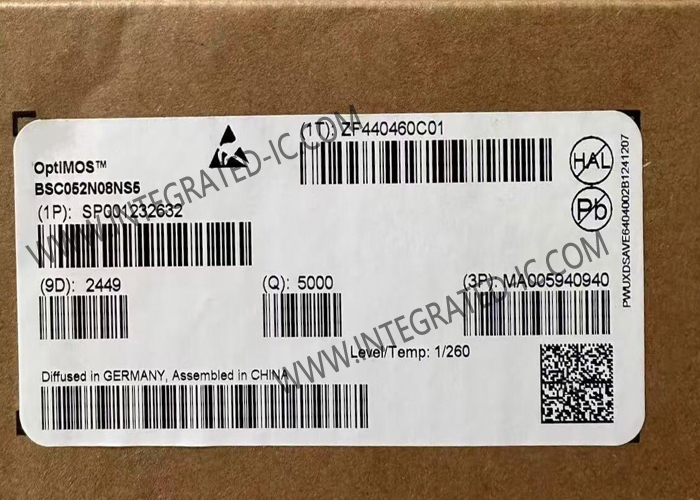 OptiMOS™
BSC052N08NS5
(1P): SP001232632
(1T): ZF440460C01
HAL
Pb
(9D): 2449
(Q): 5000
(3P): MA005940940
Level/Temp: 1/260
Diffused in GERMANY, Assembled in CHINA
PWUXDSAVE6404002B1241207
WWW.INTEGRATED-IC.COM
WWW.INTEGRATED-IC.COM